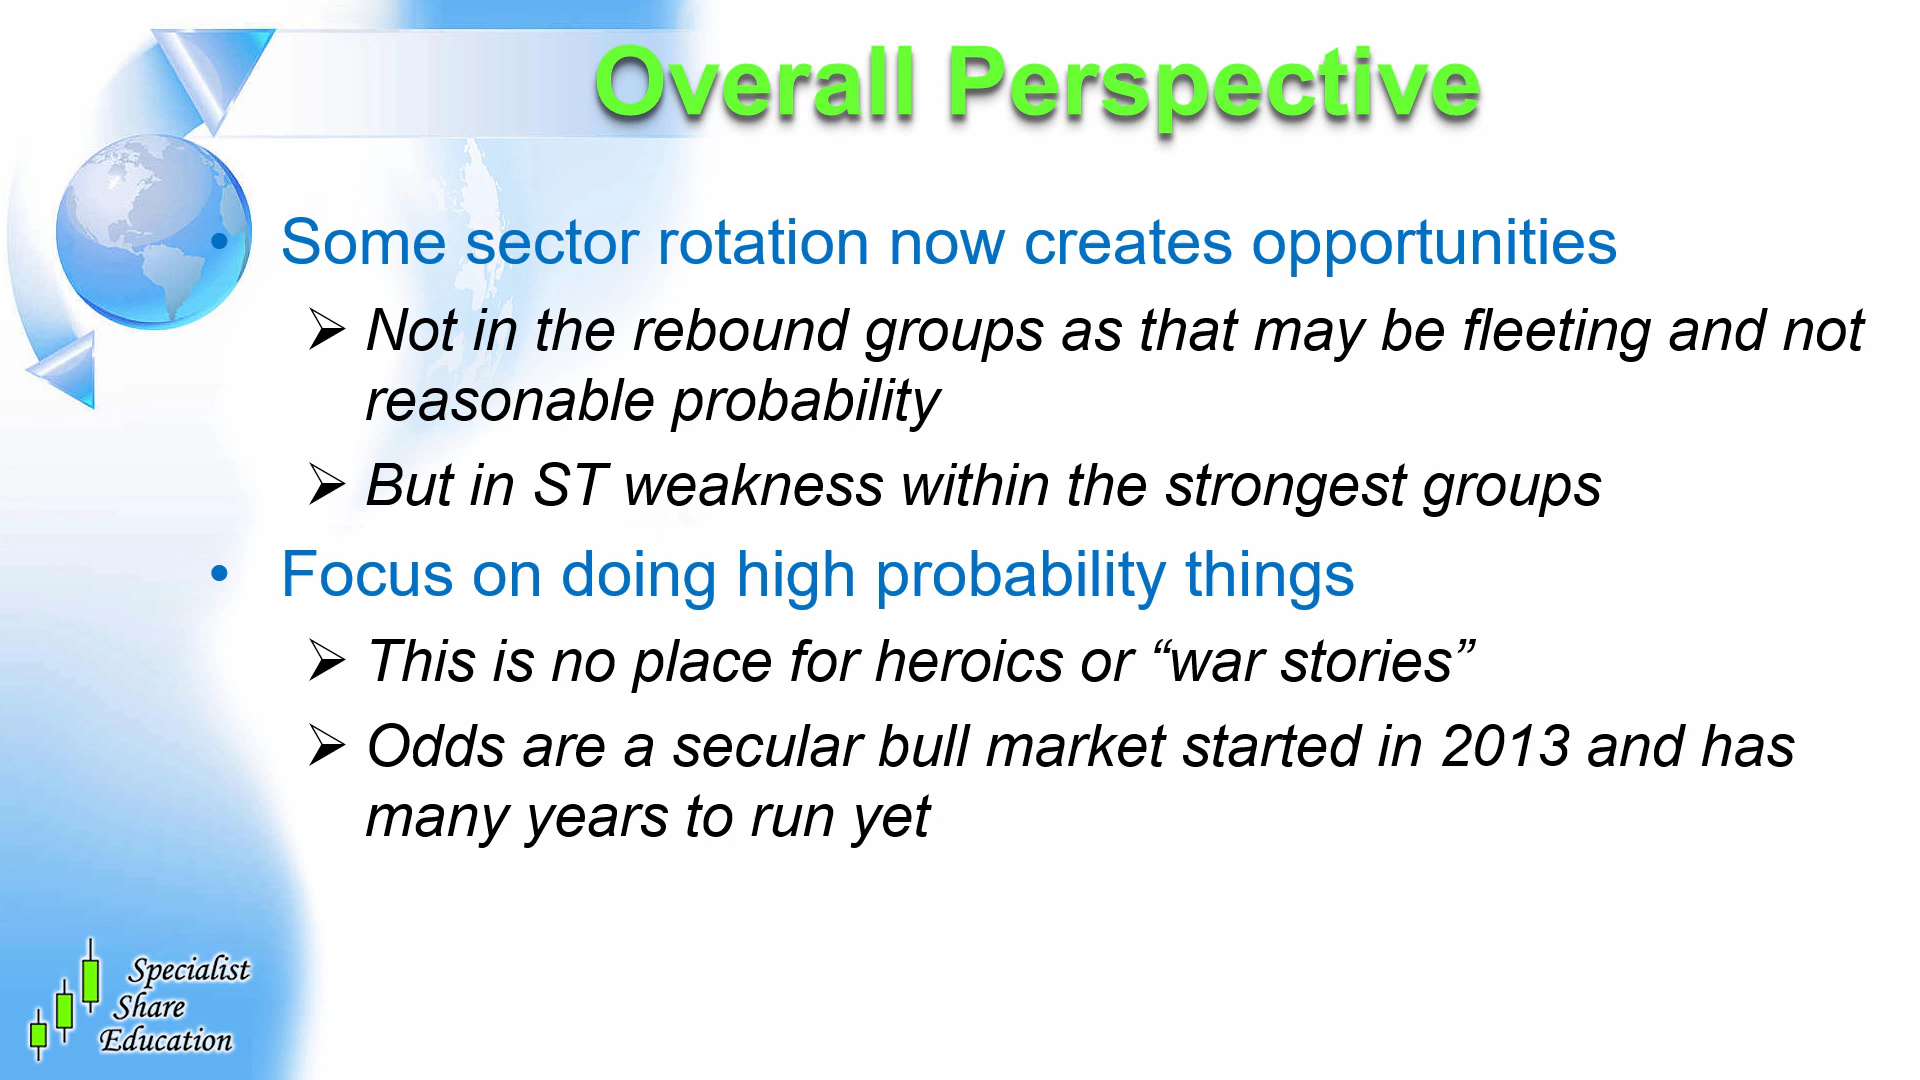 Overall Perspective
• Some sector rotation now creates opportunities
➢ Not in the rebound groups as that may be fleeting and not
reasonable probability
➢ But in ST weakness within the strongest groups
• Focus on doing high probability things
➢ This is no place for heroics or “war stories”
➢ Odds are a secular bull market started in 2013 and has
many years to run yet
Specialist
Share
Education